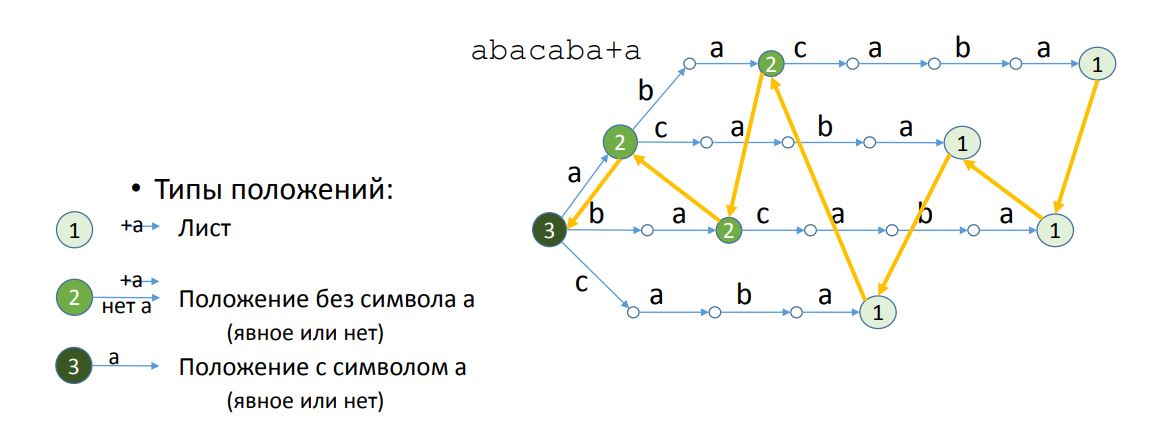 abacaba+a
a 2 c a b a 1
b
2 c a b a 1
a
3 b a 2 c a b a 1
c a b a 1
• Типы положений:
1 +a Лист
2 +a нет a Положение без символа a
(явное или нет)
3 a Положение с символом a
(явное или нет)